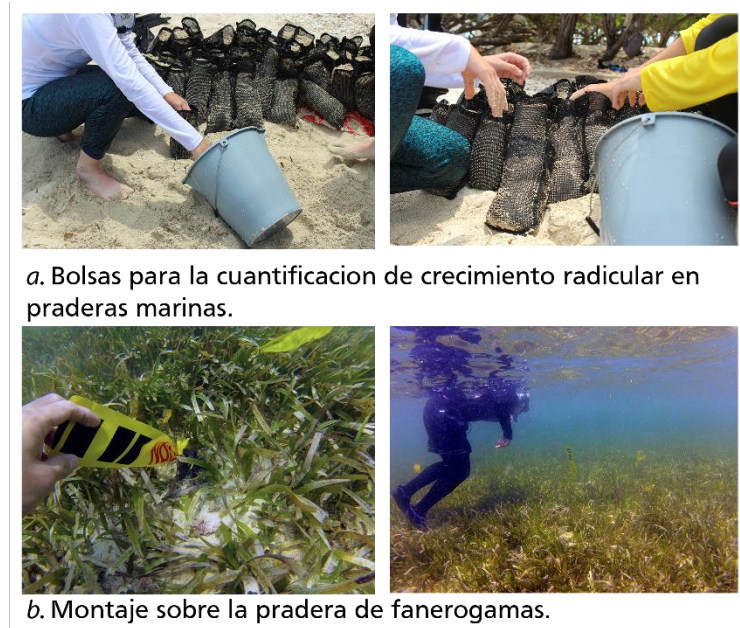 a. Bolsas para la cuantificacion de crecimiento radicular en
praderas marinas.
b. Montaje sobre la pradera de fanerogamas.